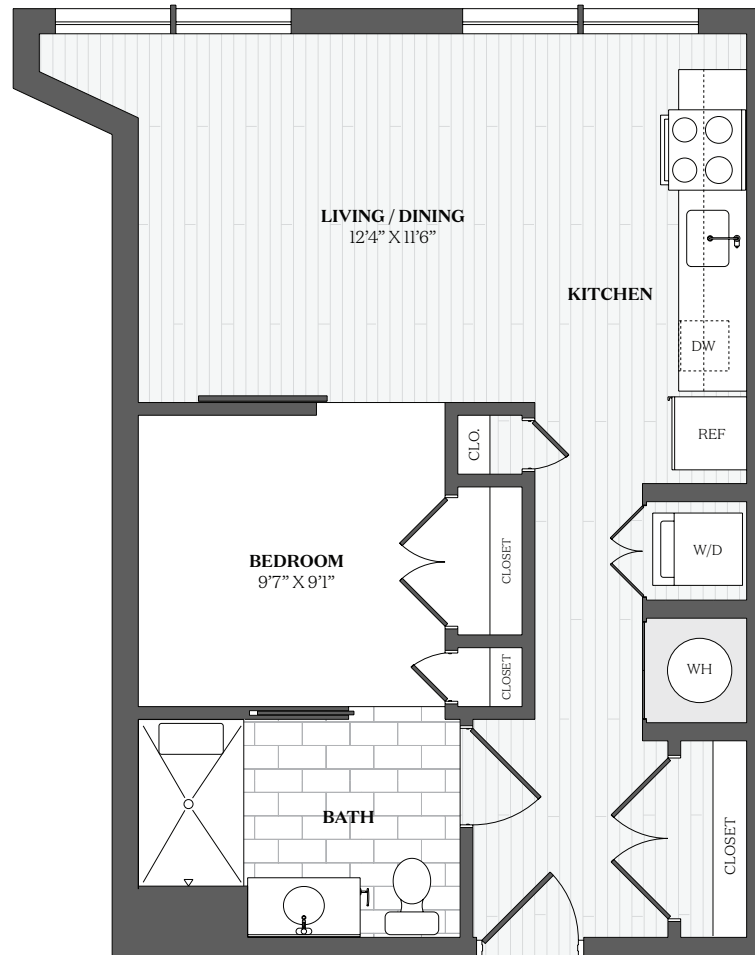 LIVING / DINING
12’4” X 11’6”
KITCHEN
DW
REF
CLO.
BEDROOM
9’7” X 9’1”
CLOSET
W/D
CLOSET
WH
BATH
CLOSET